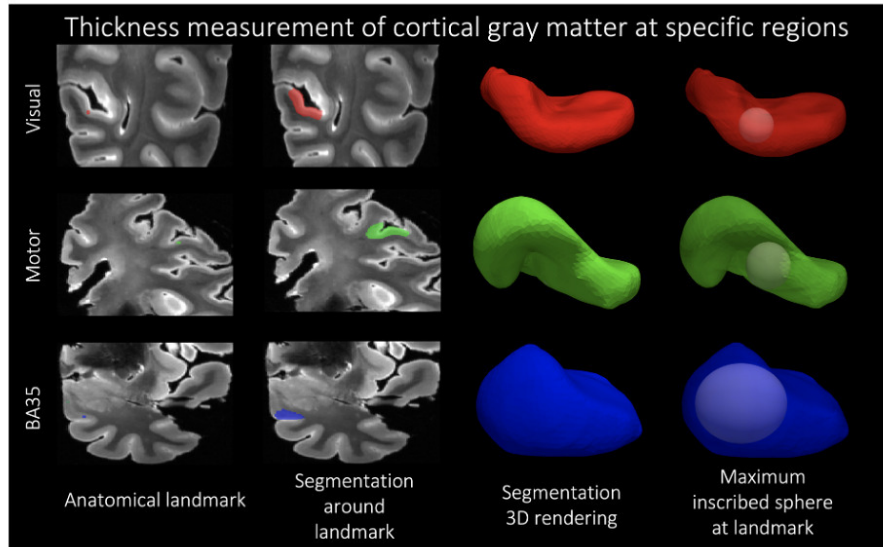 Thickness measurement of cortical gray matter at specific regions
Visual
Motor
BA35
Anatomical landmark
Segmentation
around
landmark
Segmentation
3D rendering
Maximum
inscribed sphere
at landmark